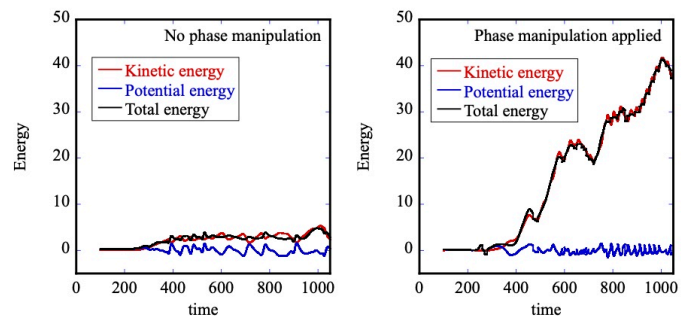 No phase manipulation
Kinetic energy
Potential energy
Total energy
50
40
30
20
10
0
Energy
0
200
400
600
800
1000
time
Phase manipulation applied
Kinetic energy
Potential energy
Total energy
50
40
30
20
10
0
Energy
0
200
400
600
800
1000
time